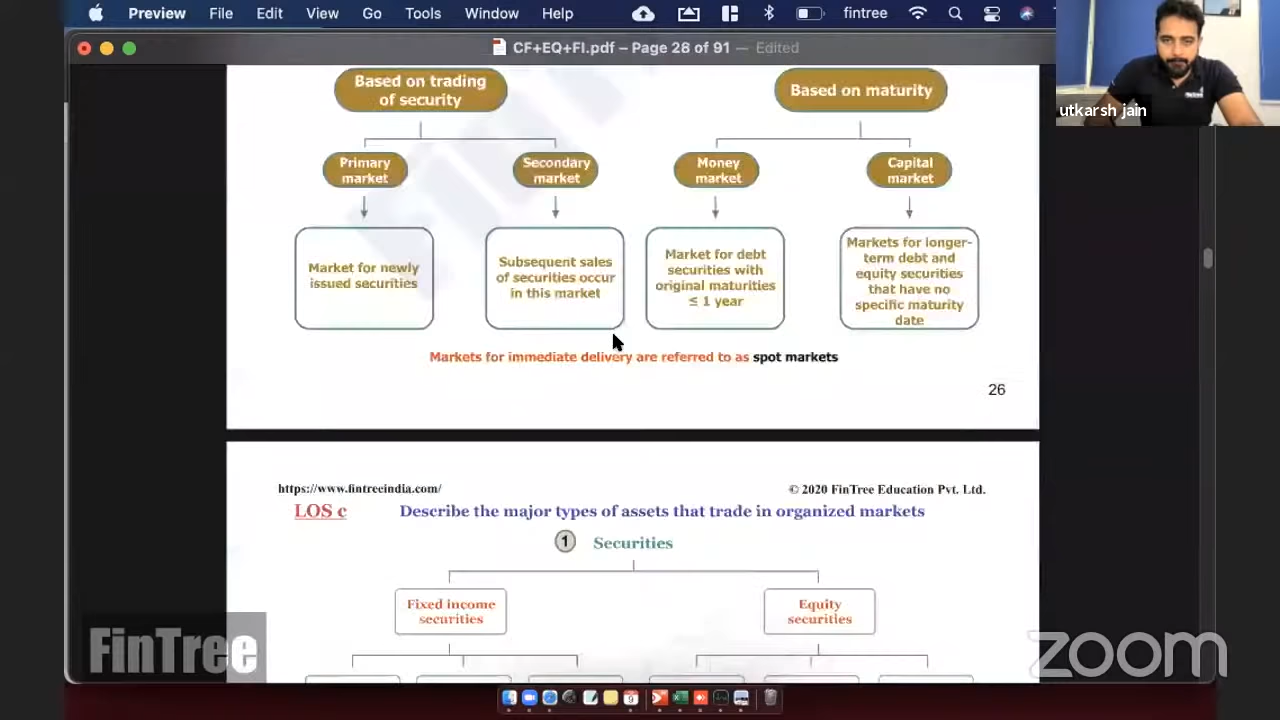 Preview File Edit View Go Tools Window Help fintree
CF+EQ+FI.pdf – Page 28 of 91 — Edited
utkarsh jain
Based on trading
of security
Based on maturity
Primary
market
Secondary
market
Money
market
Capital
market
Market for newly
issued securities
Subsequent sales
of securities occur
in this market
Market for debt
securities with
original maturities
≤ 1 year
Markets for longer-
term debt and
equity securities
that have no
specific maturity
date
Markets for immediate delivery are referred to as spot markets
26
https://www.fintreeindia.com/
© 2020 FinTree Education Pvt. Ltd.
LOS c
Describe the major types of assets that trade in organized markets
1 Securities
Fixed income
securities
Equity
securities
FinTree
zoom